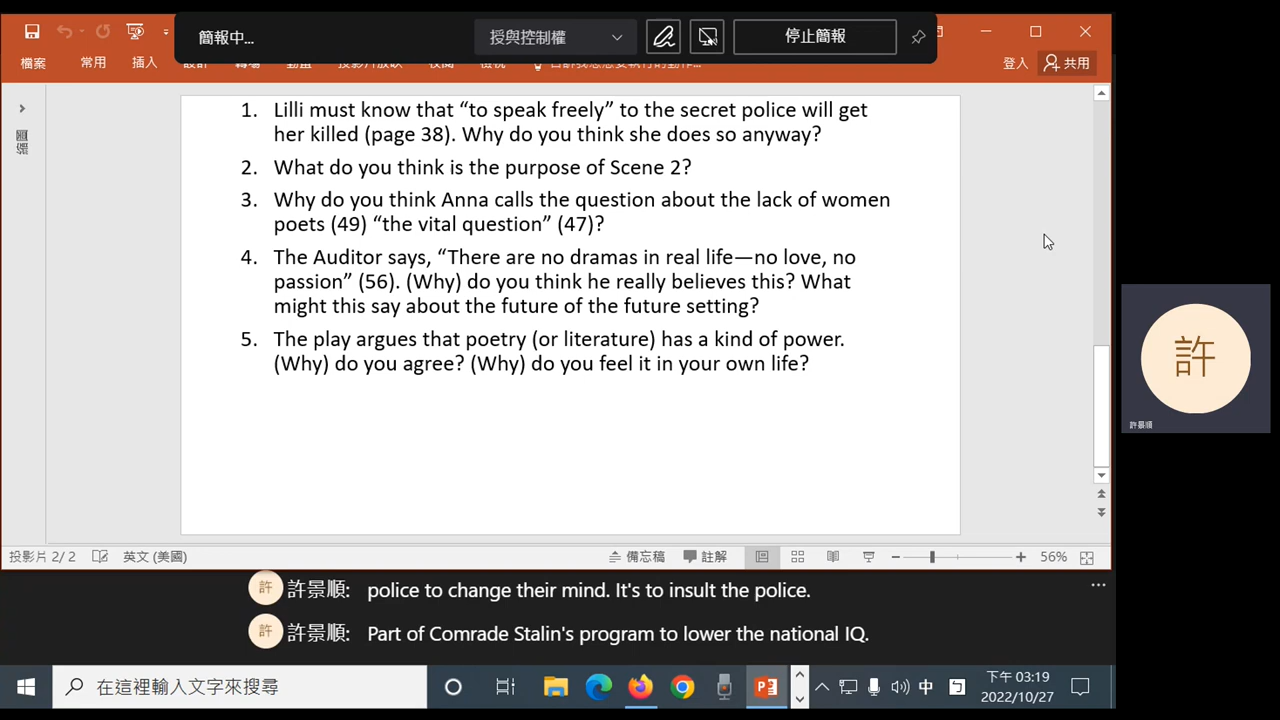 簡報中...
授與控制權
停止簡報
檔案
常用
插入
登入
共用
縮圖
1. Lilli must know that “to speak freely” to the secret police will get
her killed (page 38). Why do you think she does so anyway?
2. What do you think is the purpose of Scene 2?
3. Why do you think Anna calls the question about the lack of women
poets (49) “the vital question” (47)?
4. The Auditor says, “There are no dramas in real life—no love, no
passion” (56). (Why) do you think he really believes this? What
might this say about the future of the future setting?
5. The play argues that poetry (or literature) has a kind of power.
(Why) do you agree? (Why) do you feel it in your own life?
許
許景順
投影片 2/ 2
英文 (美國)
備忘稿
註解
56%
許 許景順: police to change their mind. It's to insult the police.
許 許景順: Part of Comrade Stalin's program to lower the national IQ.
在這裡輸入文字來搜尋
中
下午 03:19
2022/10/27